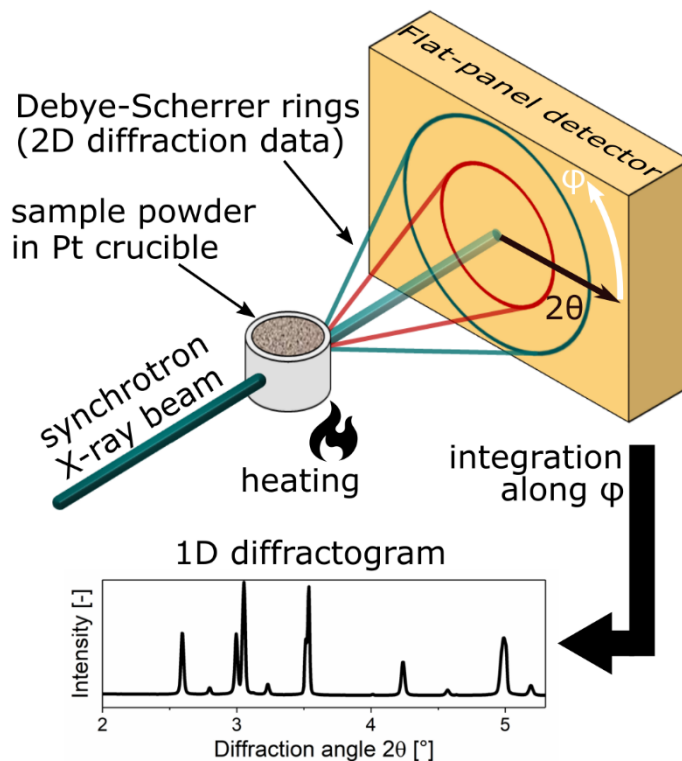 Flat-panel detector
Debye-Scherrer rings
(2D diffraction data)
φ
sample powder
in Pt crucible
2θ
synchrotron
X-ray beam
heating
integration
along φ
1D diffractogram
Intensity [-]
2 3 4 5
Diffraction angle 2θ [°]